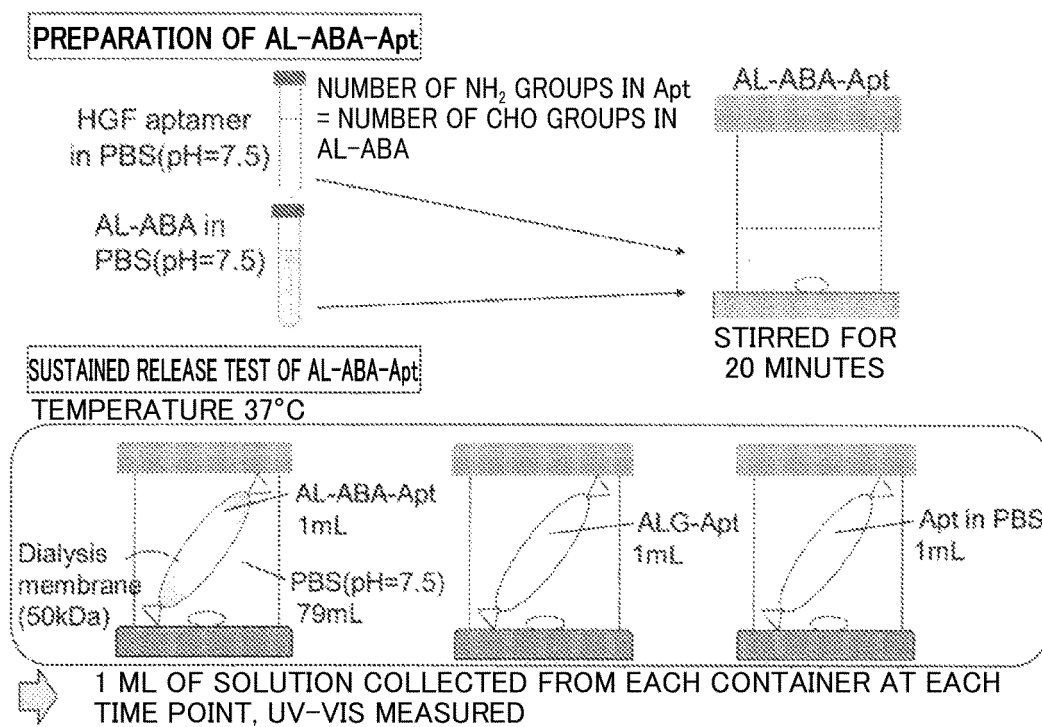 PREPARATION OF AL-ABA-Apt
HGF aptamer
in PBS(pH=7.5)
NUMBER OF NH₂ GROUPS IN Apt
= NUMBER OF CHO GROUPS IN
AL-ABA
AL-ABA in
PBS(pH=7.5)
AL-ABA-Apt
STIRRED FOR
20 MINUTES
SUSTAINED RELEASE TEST OF AL-ABA-Apt
TEMPERATURE 37°C
Dialysis
membrane
(50kDa)
AL-ABA-Apt
1mL
PBS(pH=7.5)
79mL
ALG-Apt
1mL
Apt in PBS
1mL
1 ML OF SOLUTION COLLECTED FROM EACH CONTAINER AT EACH
TIME POINT, UV-VIS MEASURED